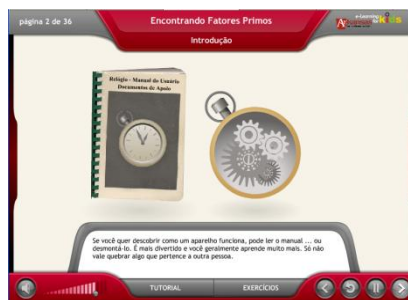 página 2 de 36
Encontrando Fatores Primos
Introdução
Relógio - Manual do Usuário
Documentos de Apoio
Se você quer descobrir como um aparelho funciona, pode ler o manual ... ou
desmontá-lo. É mais divertido e você geralmente aprende muito mais. Só não
vale quebrar algo que pertence a outra pessoa.
TUTORIAL
EXERCÍCIOS